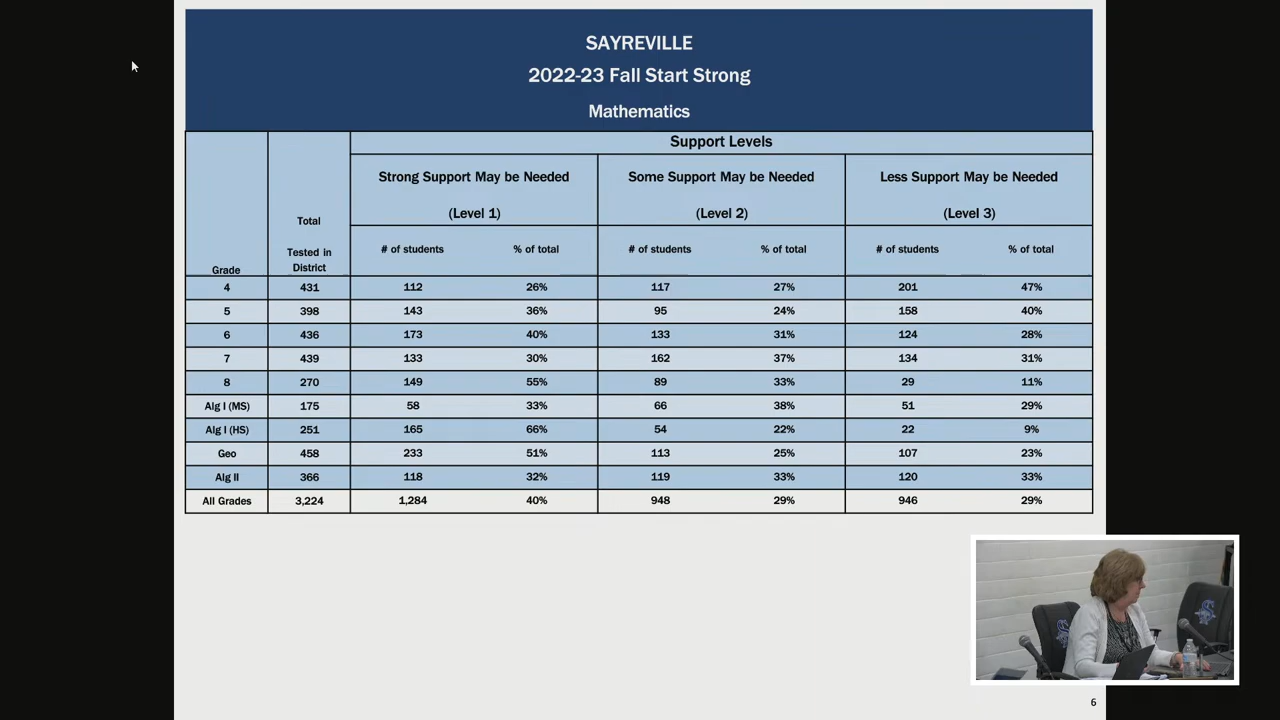 SAYREVILLE
2022-23 Fall Start Strong
Mathematics
Support Levels
Strong Support May be Needed Some Support May be Needed Less Support May be Needed
(Level 1) (Level 2) (Level 3)
Total
Tested in
District
Grade
# of students % of total # of students % of total # of students % of total
4 431 112 26% 117 27% 201 47%
5 398 143 36% 95 24% 158 40%
6 436 173 40% 133 31% 124 28%
7 439 133 30% 162 37% 134 31%
8 270 149 55% 89 33% 29 11%
Alg I (MS) 175 58 33% 66 38% 51 29%
Alg I (HS) 251 165 66% 54 22% 22 9%
Geo 458 233 51% 113 25% 107 23%
Alg II 366 118 32% 119 33% 120 33%
All Grades 3,224 1,284 40% 948 29% 946 29%
6